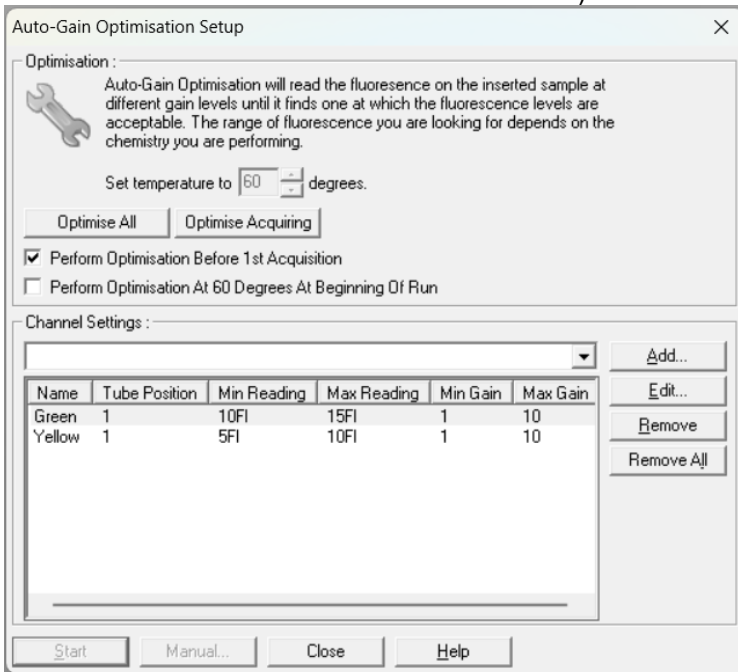 Auto-Gain Optimisation Setup
Optimisation :
Auto-Gain Optimisation will read the fluoresence on the inserted sample at
different gain levels until it finds one at which the fluorescence levels are
acceptable. The range of fluorescence you are looking for depends on the
chemistry you are performing.
Set temperature to 60 degrees.
Optimise All Optimise Acquiring
Perform Optimisation Before 1st Acquisition
Perform Optimisation At 60 Degrees At Beginning Of Run
Channel Settings :
Add...
Name Tube Position Min Reading Max Reading Min Gain Max Gain
Edit...
Green 1 10Fl 15Fl 1 10
Remove
Yellow 1 5Fl 10Fl 1 10
Remove All
Start Manual... Close Help